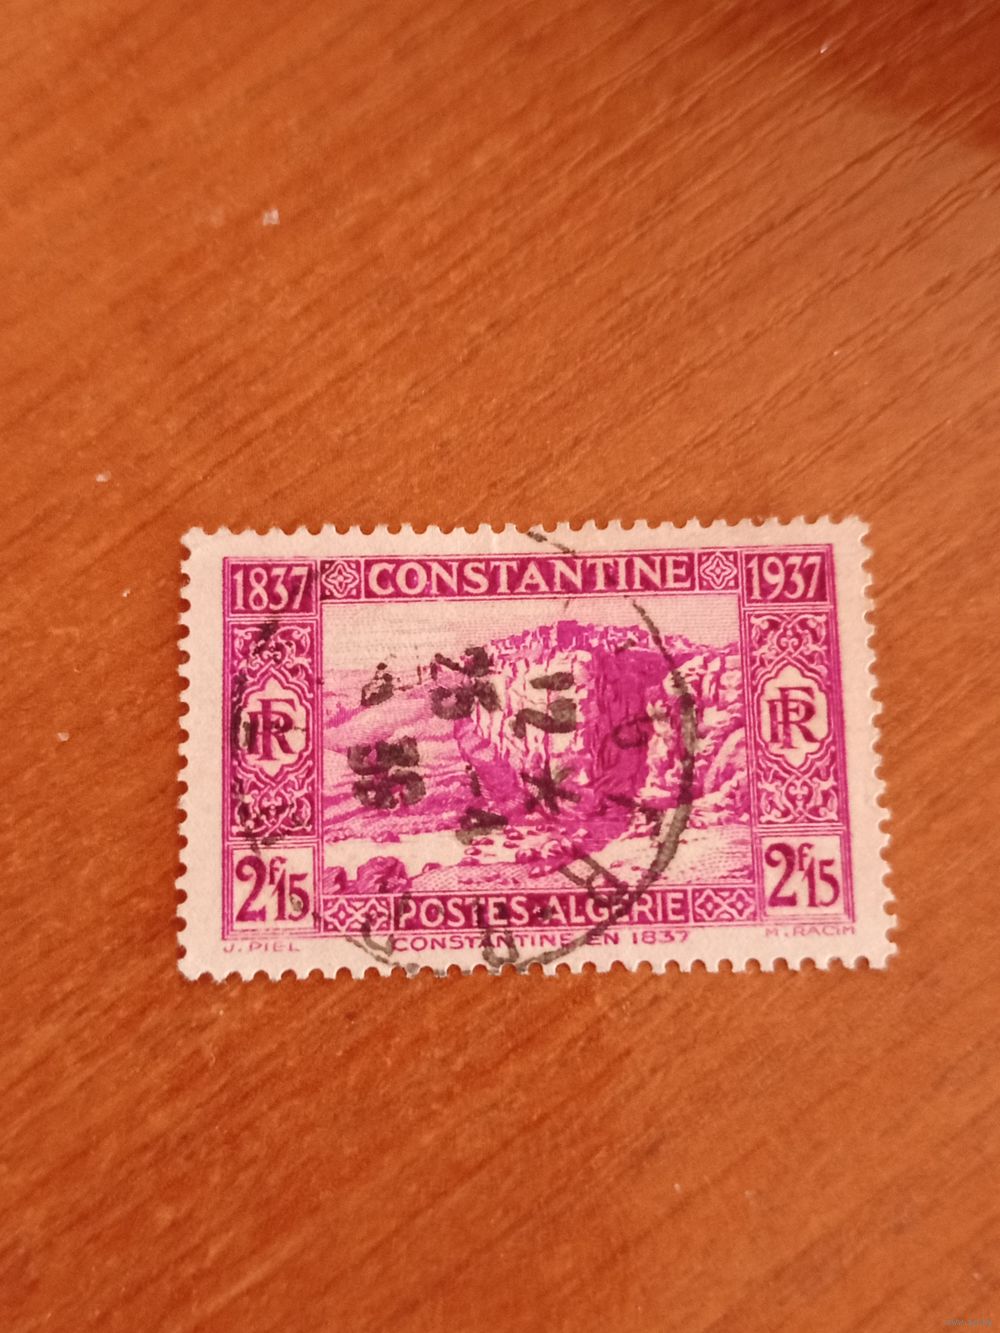 1837 CONSTANTINE 1937
RF RF
2f15 POSTES-ALGERIE 2f15
J. PIEL CONSTANTINE EN 1837 M. RACIM